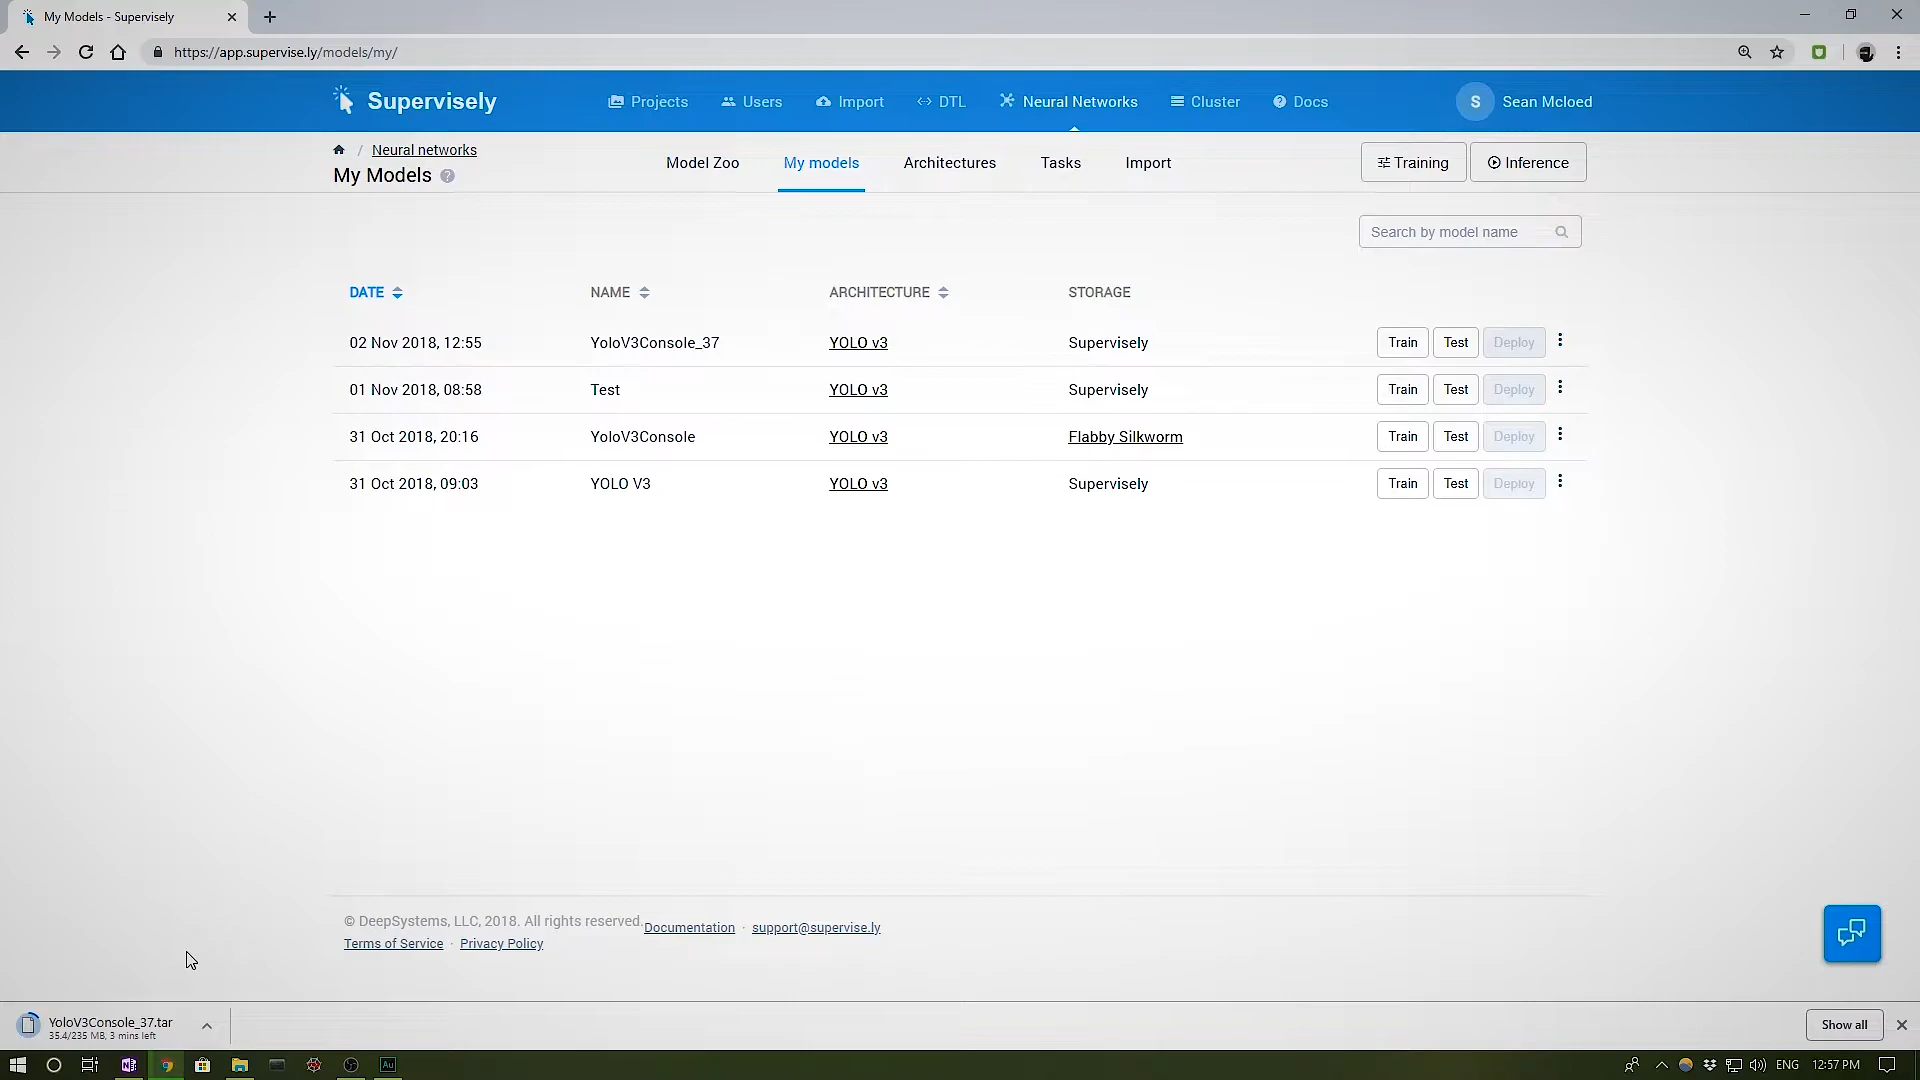 My Models - Supervisely
https://app.supervise.ly/models/my/
Supervisely
Projects Users Import DTL Neural Networks Cluster Docs
S Sean Mcloed
/ Neural networks
My Models ?
Model Zoo My models Architectures Tasks Import
Training Inference
Search by model name
DATE NAME ARCHITECTURE STORAGE
02 Nov 2018, 12:55 YoloV3Console_37 YOLO v3 Supervisely Train Test Deploy
01 Nov 2018, 08:58 Test YOLO v3 Supervisely Train Test Deploy
31 Oct 2018, 20:16 YoloV3Console YOLO v3 Flabby Silkworm Train Test Deploy
31 Oct 2018, 09:03 YOLO V3 YOLO v3 Supervisely Train Test Deploy
© DeepSystems, LLC, 2018. All rights reserved. Documentation · support@supervise.ly
Terms of Service · Privacy Policy
YoloV3Console_37.tar
35.4/235 MB, 3 mins left
Show all
N Au ENG 12:57 PM